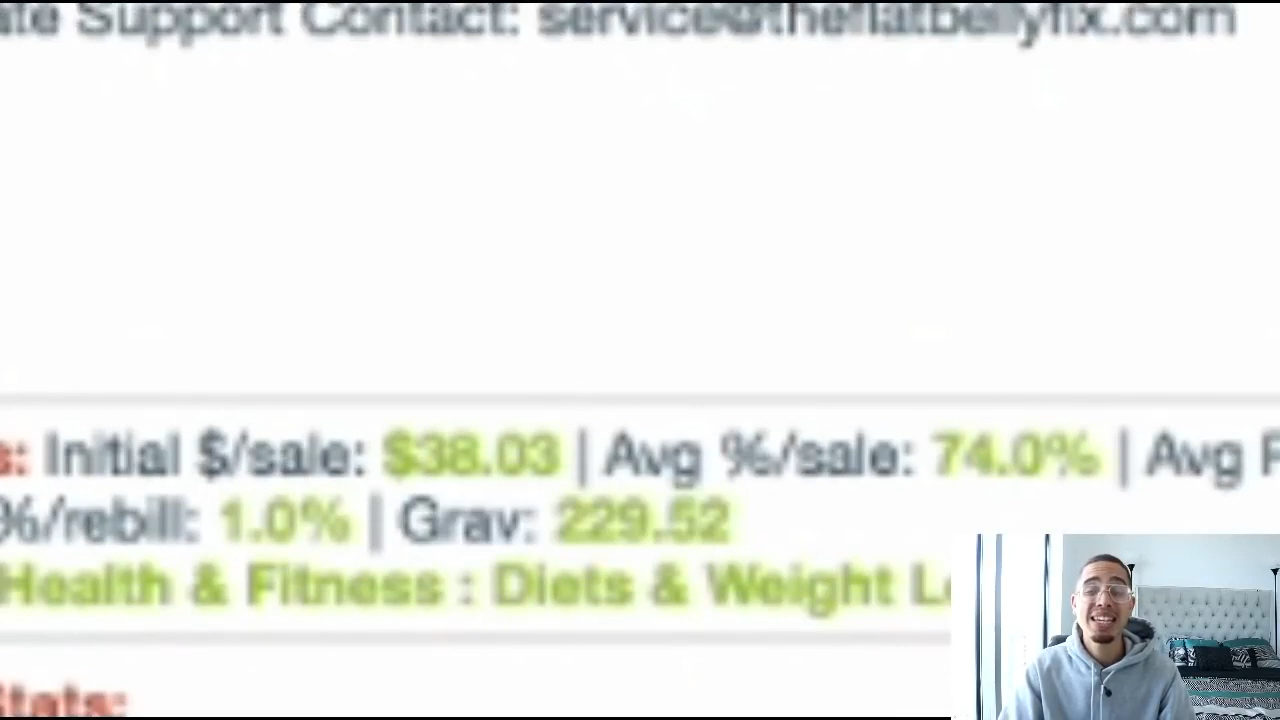 ate Support Contact: service@theflatbellyfix.com
s: Initial $/sale: $38.03 | Avg %/sale: 74.0% | Avg
%/rebill: 1.0% | Grav: 229.52
Health & Fitness : Diets & Weight L
Stats: